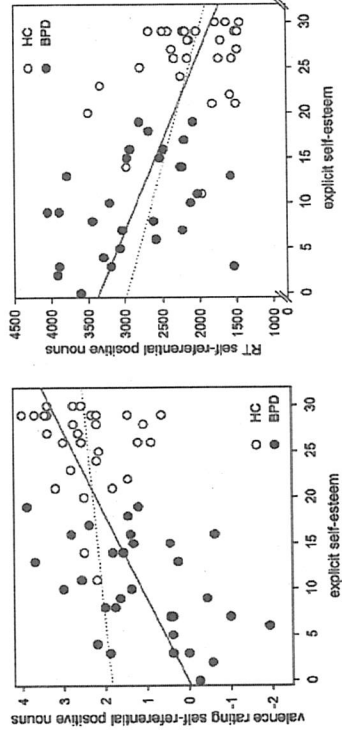 valence rating self-referential positive nouns
4
3
2
1
0
-1
-2
HC
BPD
0 5 10 15 20 25 30
explicit self-esteem
RT self-referential positive nouns
4500
4000
3500
3000
2500
2000
1000
0
HC
BPD
0 5 10 15 20 25 30
explicit self-esteem